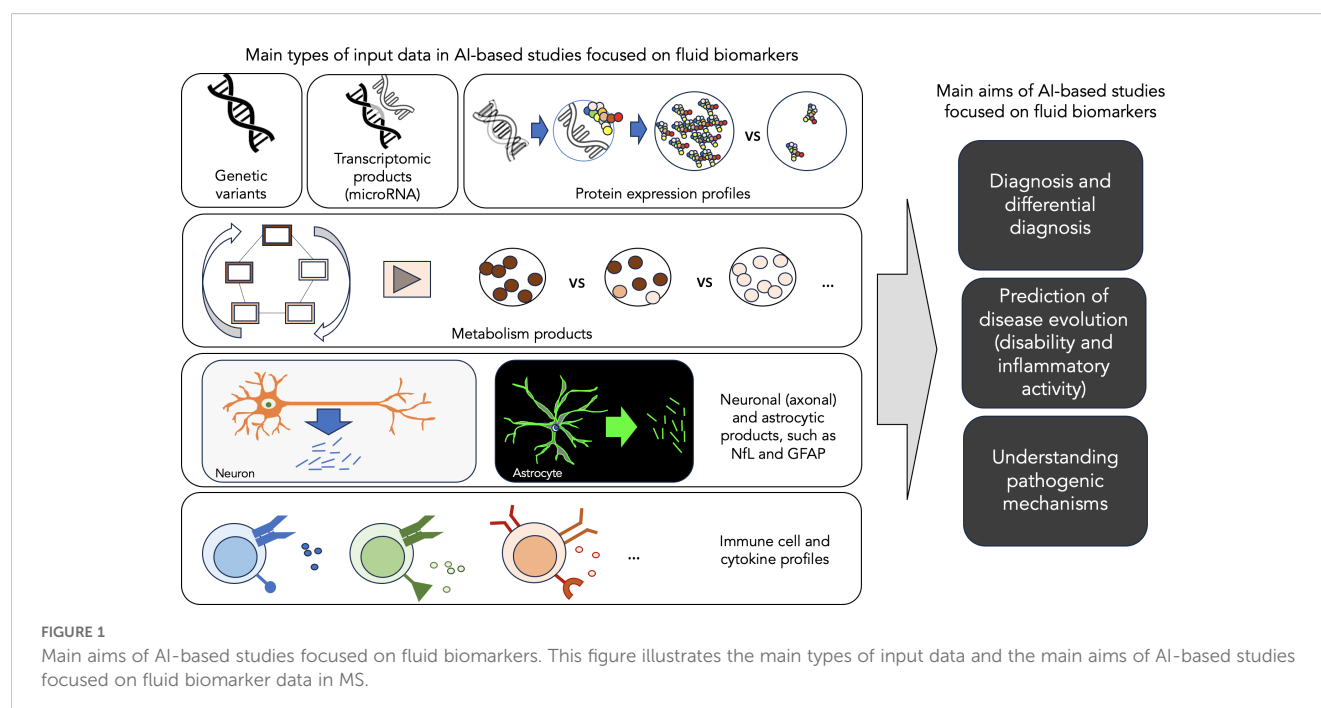 Main types of input data in AI-based studies focused on fluid biomarkers
Genetic
variants
Transcriptomic
products
(microRNA)
vs
Protein expression profiles
vs
vs
...
Metabolism products
Neuron
Astrocyte
Neuronal (axonal)
and astrocytic
products, such as
NfL and GFAP
...
Immune cell and
cytokine profiles
Main aims of AI-based studies
focused on fluid biomarkers
Diagnosis and
differential
diagnosis
Prediction of
disease evolution
(disability and
inflammatory
activity)
Understanding
pathogenic
mechanisms
FIGURE 1
Main aims of AI-based studies focused on fluid biomarkers. This figure illustrates the main types of input data and the main aims of AI-based studies
focused on fluid biomarker data in MS.